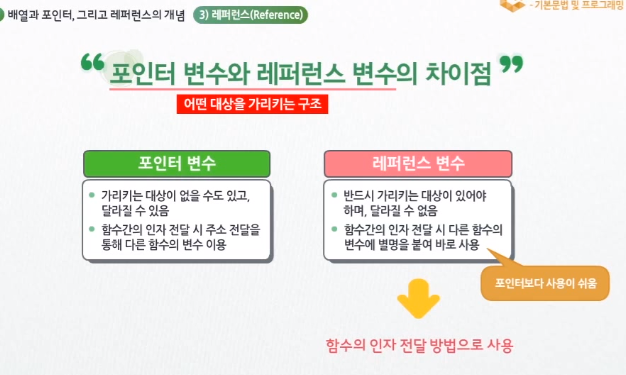 배열과 포인터, 그리고 레퍼런스의 개념 3) 레퍼런스(Reference)
- 기본문법 및 프로그래밍
❝ 포인터 변수와 레퍼런스 변수의 차이점 ❞
어떤 대상을 가리키는 구조
포인터 변수
• 가리키는 대상이 없을 수도 있고,
달라질 수 있음
• 함수간의 인자 전달 시 주소 전달을
통해 다른 함수의 변수 이용
레퍼런스 변수
• 반드시 가리키는 대상이 있어야
하며, 달라질 수 없음
• 함수간의 인자 전달 시 다른 함수의
변수에 별명을 붙여 바로 사용
포인터보다 사용이 쉬움
함수의 인자 전달 방법으로 사용